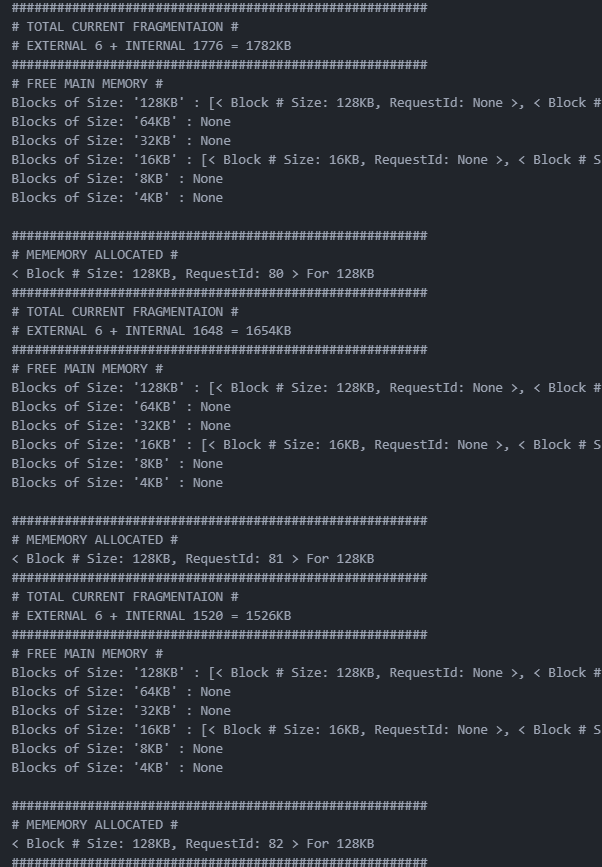 #######################################################
# TOTAL CURRENT FRAGMENTAION #
# EXTERNAL 6 + INTERNAL 1776 = 1782KB
#######################################################
# FREE MAIN MEMORY #
Blocks of Size: '128KB' : [< Block # Size: 128KB, RequestId: None >, < Block #
Blocks of Size: '64KB' : None
Blocks of Size: '32KB' : None
Blocks of Size: '16KB' : [< Block # Size: 16KB, RequestId: None >, < Block # S
Blocks of Size: '8KB' : None
Blocks of Size: '4KB' : None
#######################################################
# MEMEMORY ALLOCATED #
< Block # Size: 128KB, RequestId: 80 > For 128KB
#######################################################
# TOTAL CURRENT FRAGMENTAION #
# EXTERNAL 6 + INTERNAL 1648 = 1654KB
#######################################################
# FREE MAIN MEMORY #
Blocks of Size: '128KB' : [< Block # Size: 128KB, RequestId: None >, < Block #
Blocks of Size: '64KB' : None
Blocks of Size: '32KB' : None
Blocks of Size: '16KB' : [< Block # Size: 16KB, RequestId: None >, < Block # S
Blocks of Size: '8KB' : None
Blocks of Size: '4KB' : None
#######################################################
# MEMEMORY ALLOCATED #
< Block # Size: 128KB, RequestId: 81 > For 128KB
#######################################################
# TOTAL CURRENT FRAGMENTAION #
# EXTERNAL 6 + INTERNAL 1520 = 1526KB
#######################################################
# FREE MAIN MEMORY #
Blocks of Size: '128KB' : [< Block # Size: 128KB, RequestId: None >, < Block #
Blocks of Size: '64KB' : None
Blocks of Size: '32KB' : None
Blocks of Size: '16KB' : [< Block # Size: 16KB, RequestId: None >, < Block # S
Blocks of Size: '8KB' : None
Blocks of Size: '4KB' : None
#######################################################
# MEMEMORY ALLOCATED #
< Block # Size: 128KB, RequestId: 82 > For 128KB
#######################################################